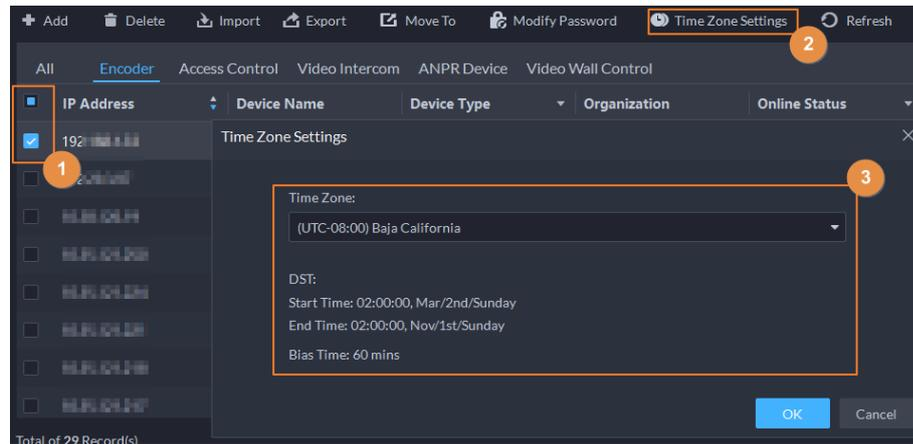 Add Delete Import Export Move To Modify Password Time Zone Settings Refresh
2
All Encoder Access Control Video Intercom ANPR Device Video Wall Control
IP Address Device Name Device Type Organization Online Status
192
Time Zone Settings
1
3
Time Zone:
(UTC-08:00) Baja California
DST:
Start Time: 02:00:00, Mar/2nd/Sunday
End Time: 02:00:00, Nov/1st/Sunday
Bias Time: 60 mins
OK Cancel
Total of 29 Record(s)